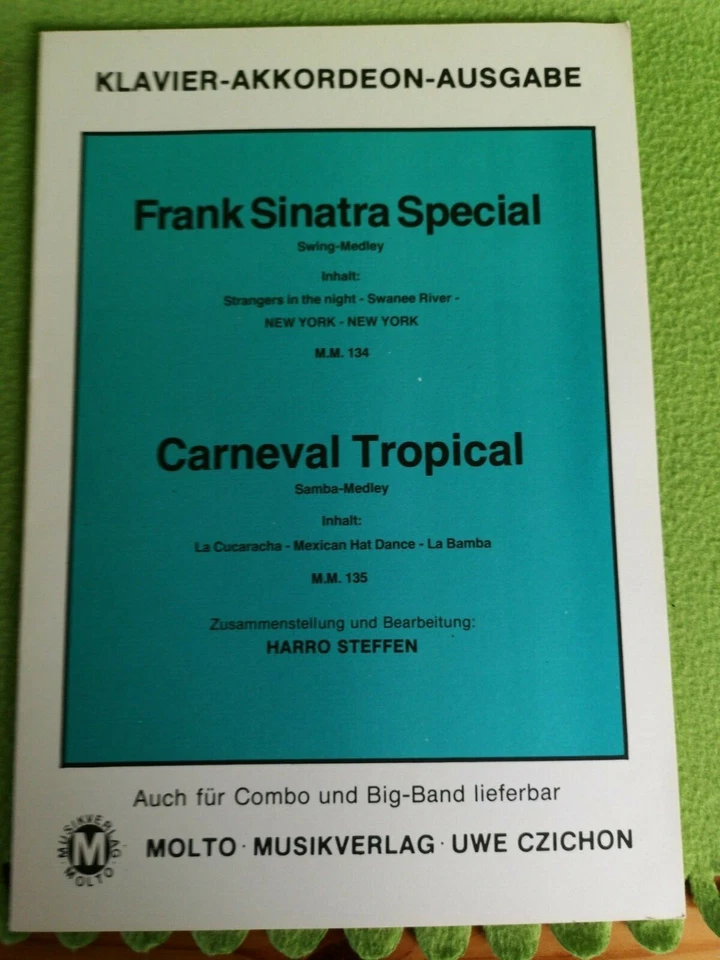 KLAVIER-AKKORDEON-AUSGABE
Frank Sinatra Special
Swing-Medley
Inhalt:
Strangers in the night - Swanee River -
NEW YORK - NEW YORK
M.M. 134
Carneval Tropical
Samba-Medley
Inhalt:
La Cucaracha - Mexican Hat Dance - La Bamba
M.M. 135
Zusammenstellung und Bearbeitung:
HARRO STEFFEN
Auch für Combo und Big-Band lieferbar
MUSIKVERLAG
M
MOLTO
MOLTO · MUSIKVERLAG · UWE CZICHON